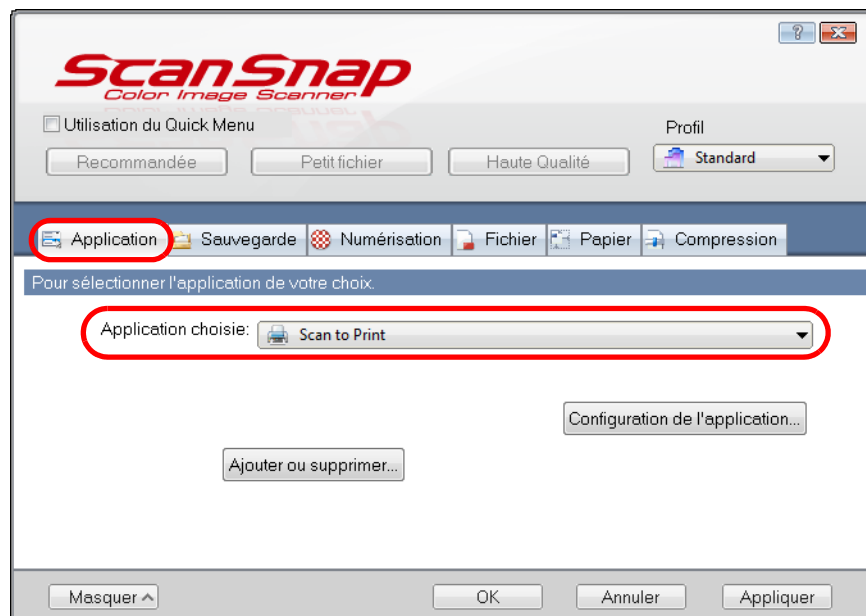 ScanSnap
Color Image Scanner
Utilisation du Quick Menu
Profil
Recommandée Petit fichier Haute Qualité Standard
Application Sauvegarde Numérisation Fichier Papier Compression
Pour sélectionner l'application de votre choix.
Application choisie: Scan to Print
Configuration de l'application...
Ajouter ou supprimer...
Masquer OK Annuler Appliquer